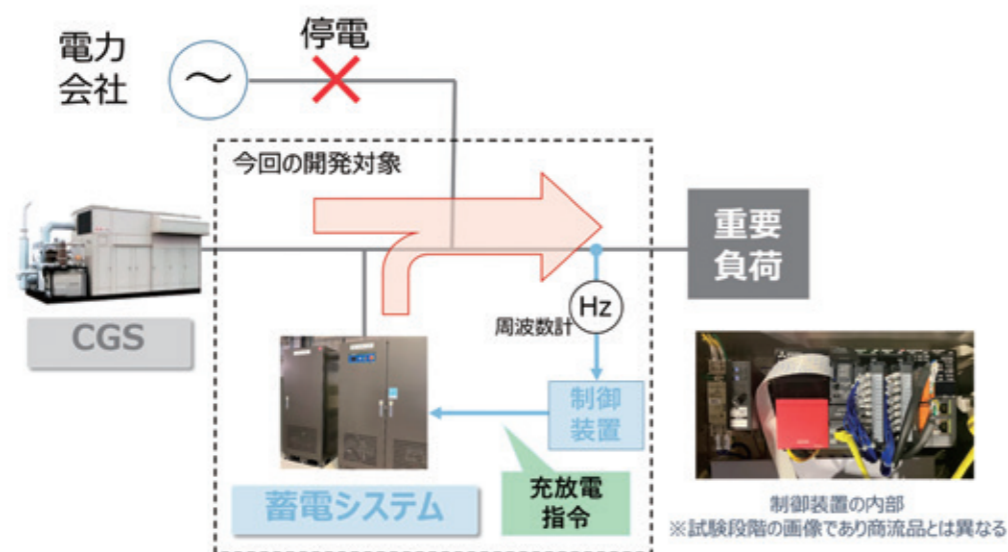 電力
会社
〜
停電
今回の開発対象
重要
負荷
CGS
Hz
周波数計
制御
装置
蓄電システム
充放電
指令
制御装置の内部
※試験段階の画像であり商流品とは異なる